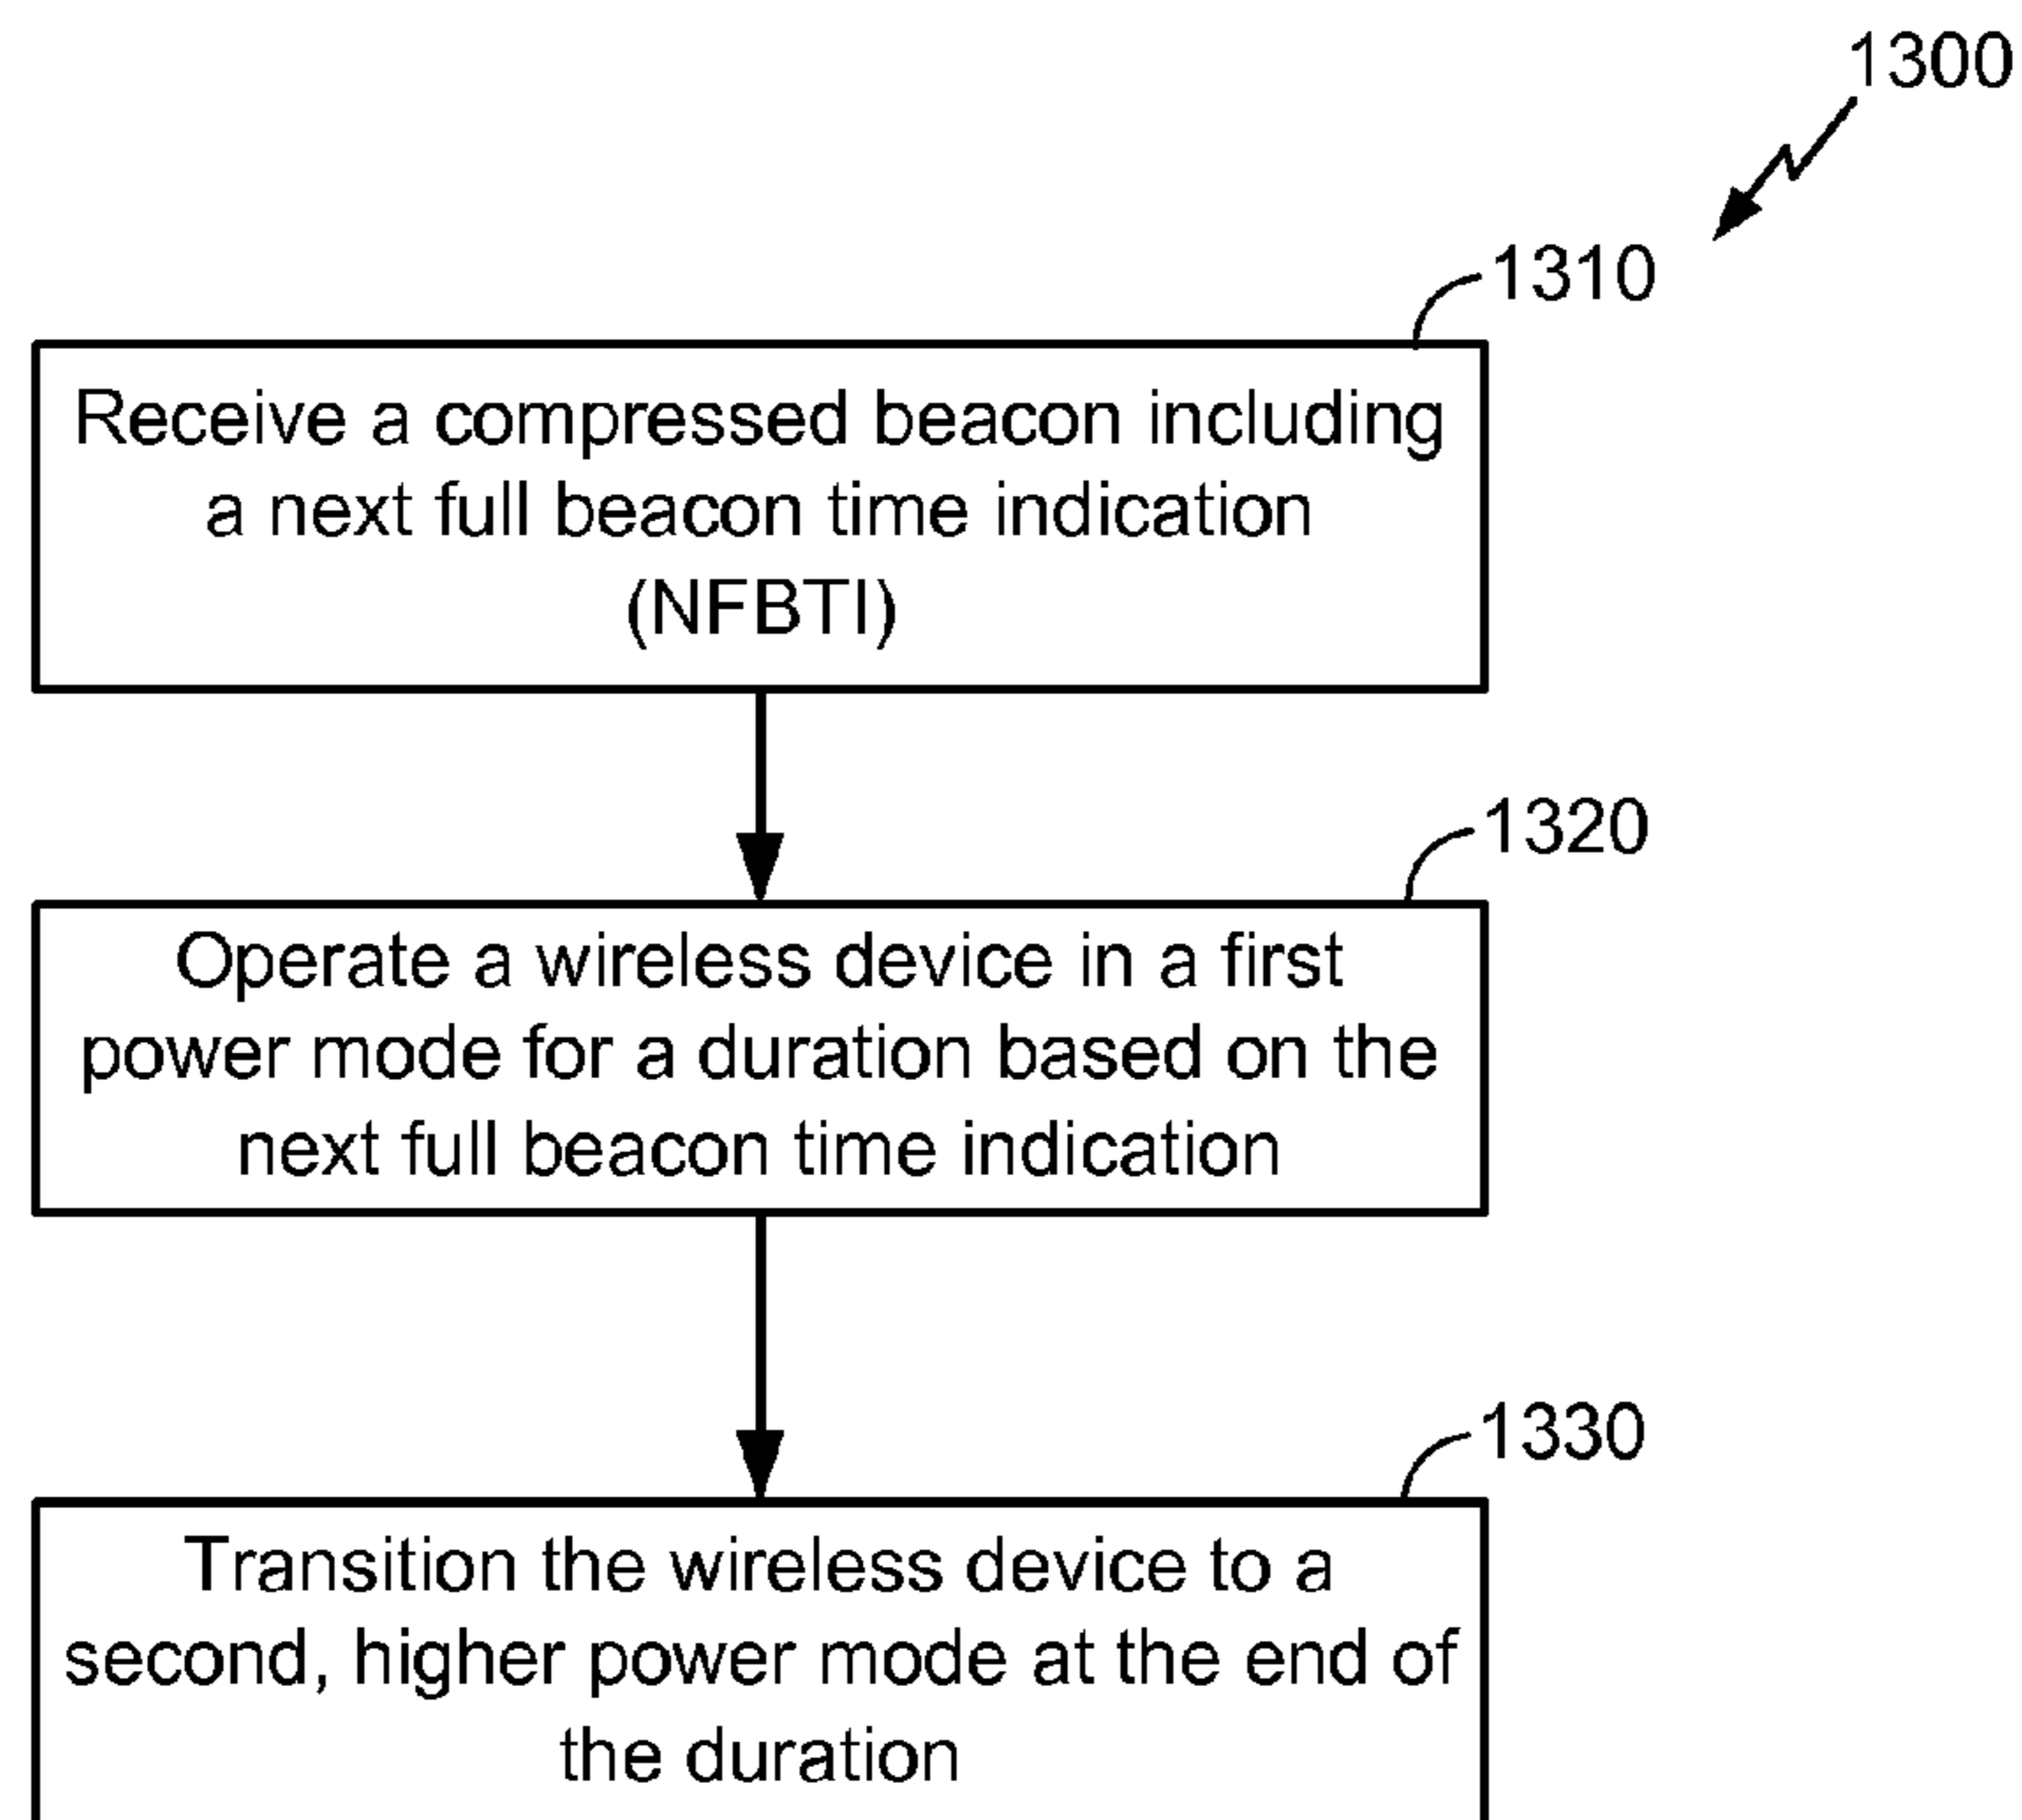 1300
1310
Receive a compressed beacon including
a next full beacon time indication
(NFBTI)
1320
Operate a wireless device in a first
power mode for a duration based on the
next full beacon time indication
1330
Transition the wireless device to a
second, higher power mode at the end of
the duration